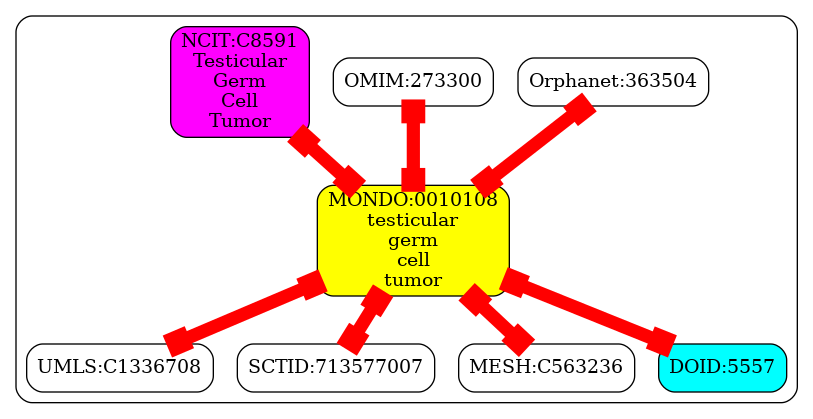 NCIT:C8591
Testicular
Germ
Cell
Tumor
OMIM:273300
Orphanet:363504
MONDO:0010108
testicular
germ
cell
tumor
UMLS:C1336708
SCTID:713577007
MESH:C563236
DOID:5557